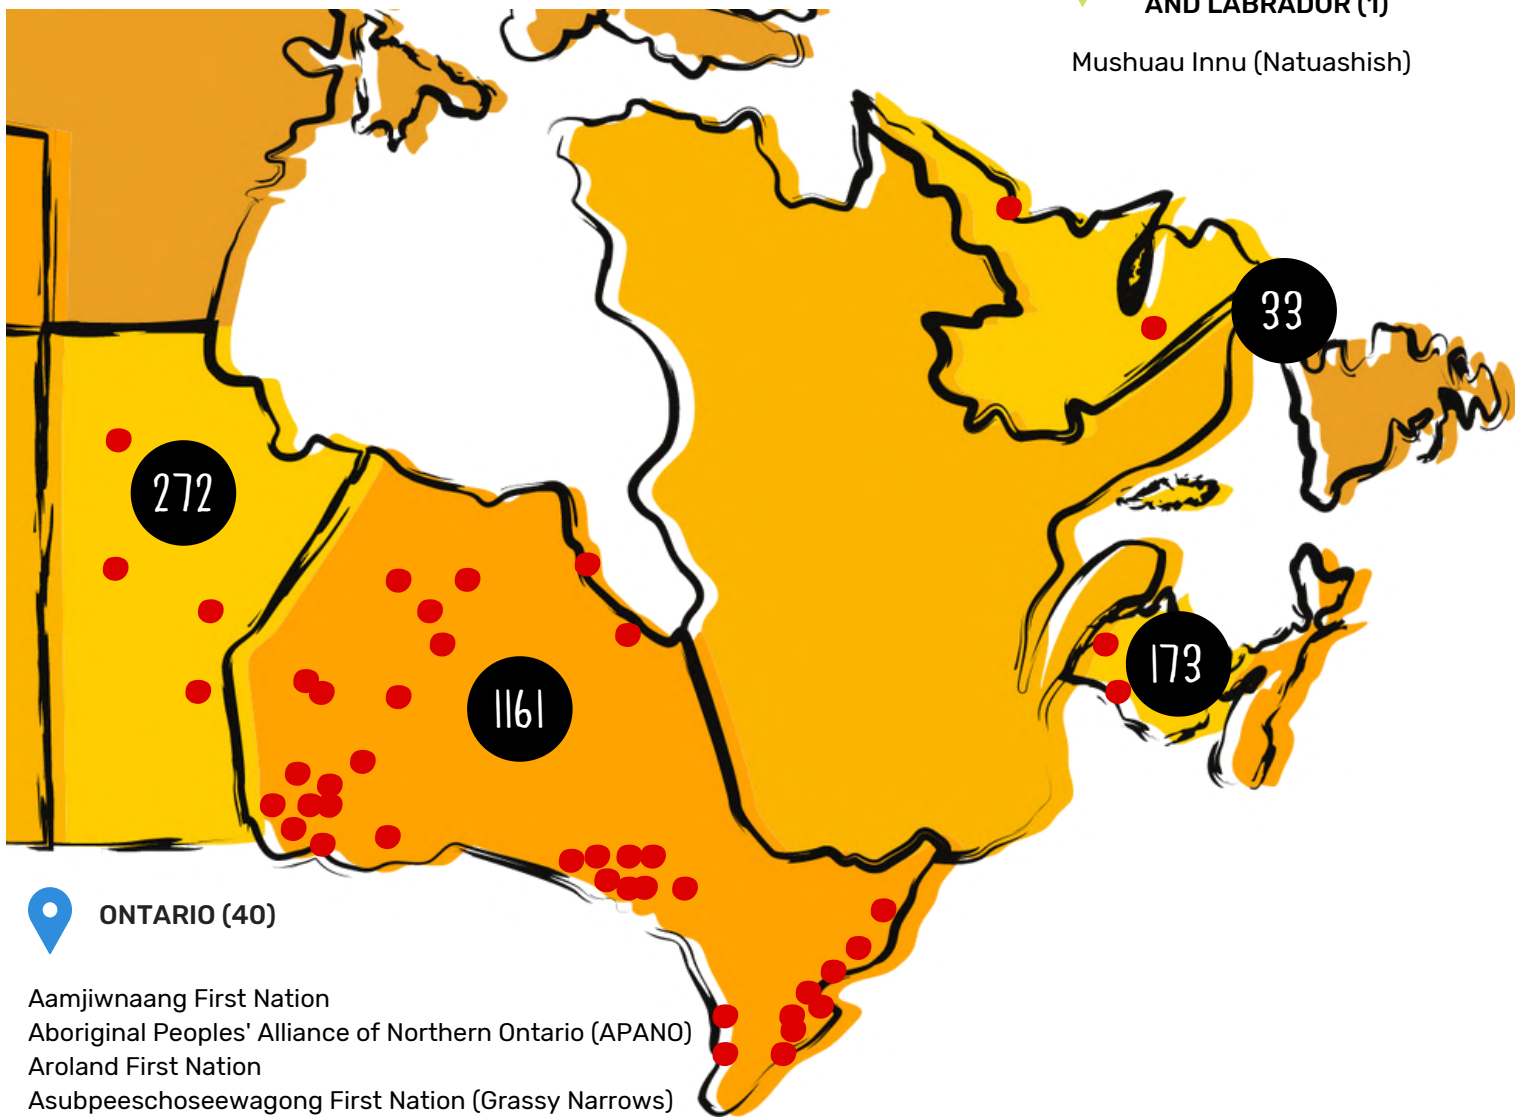 AND LABRADOR (1)
Mushuau Innu (Natuashish)
33
272
173
1161
ONTARIO (40)
Aamjiwnaang First Nation
Aboriginal Peoples' Alliance of Northern Ontario (APANO)
Aroland First Nation
Asubpeeschoseewagong First Nation (Grassy Narrows)